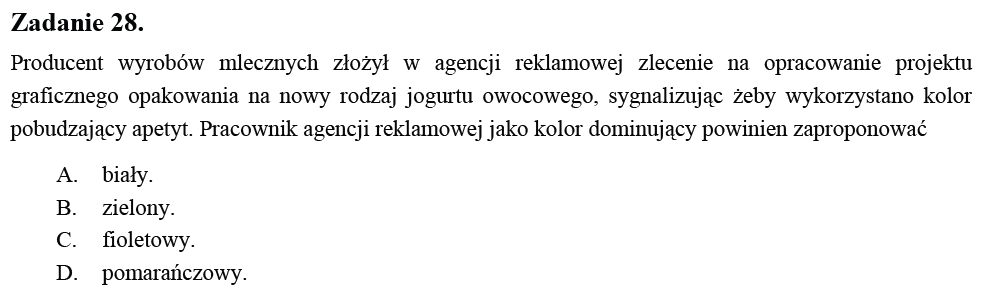 Zadanie 28.
Producent wyrobów mlecznych złożył w agencji reklamowej zlecenie na opracowanie projektu
graficznego opakowania na nowy rodzaj jogurtu owocowego, sygnalizując żeby wykorzystano kolor
pobudzający apetyt. Pracownik agencji reklamowej jako kolor dominujący powinien zaproponować
A. biały.
B. zielony.
C. fioletowy.
D. pomarańczowy.